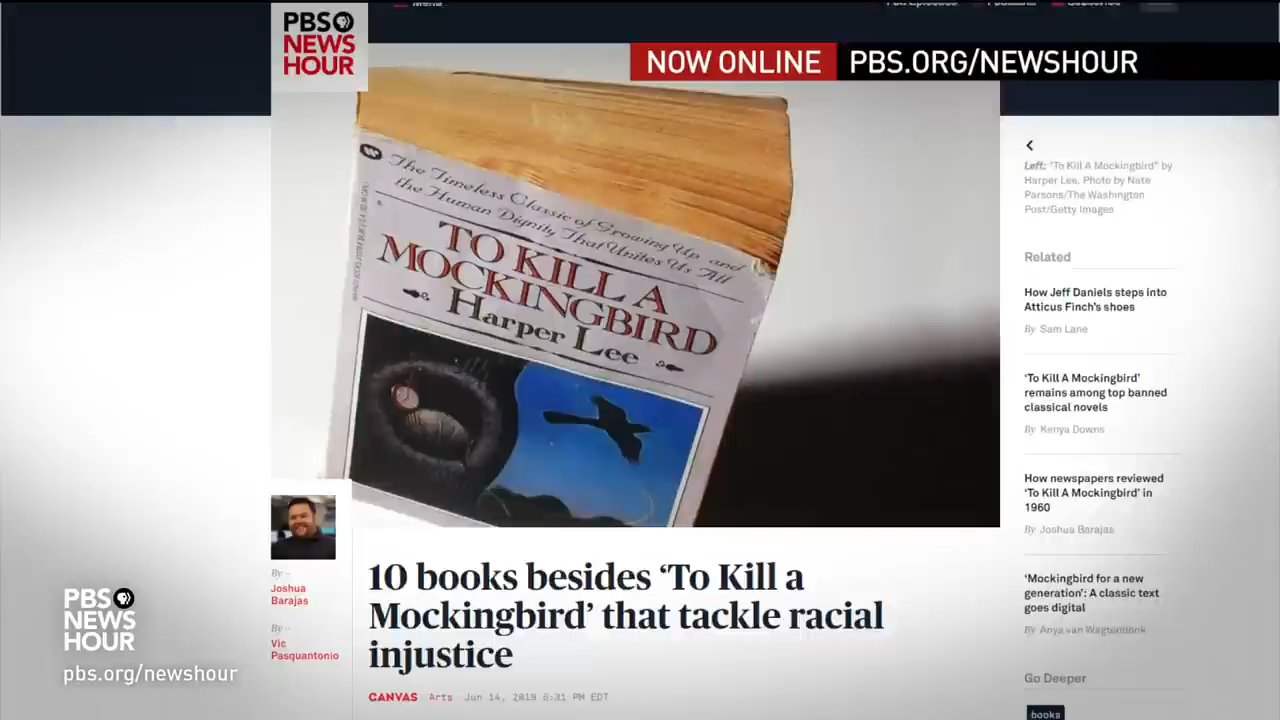 PBS
NEWS
HOUR
NOW ONLINE PBS.ORG/NEWSHOUR
The Timeless Classic of Growing Up and
the Human Dignity That Unites Us All
TO KILL A
MOCKINGBIRD
Harper Lee
Left: "To Kill A Mockingbird" by
Harper Lee. Photo by Nate
Parsons/The Washington
Post/Getty Images
Related
How Jeff Daniels steps into
Atticus Finch's shoes
By Sam Lane
‘To Kill A Mockingbird’
remains among top banned
classical novels
By Kenya Downs
How newspapers reviewed
‘To Kill A Mockingbird’ in
1960
By Joshua Barajas
‘Mockingbird for a new
generation’: A classic text
goes digital
By Anya van Wagtendonk
Go Deeper
books
By -
Joshua
Barajas
By -
Vic
Pasquantonio
10 books besides ‘To Kill a
Mockingbird’ that tackle racial
injustice
CANVAS Arts Jun 14, 2019 5:31 PM EDT
PBS
NEWS
HOUR
pbs.org/newshour